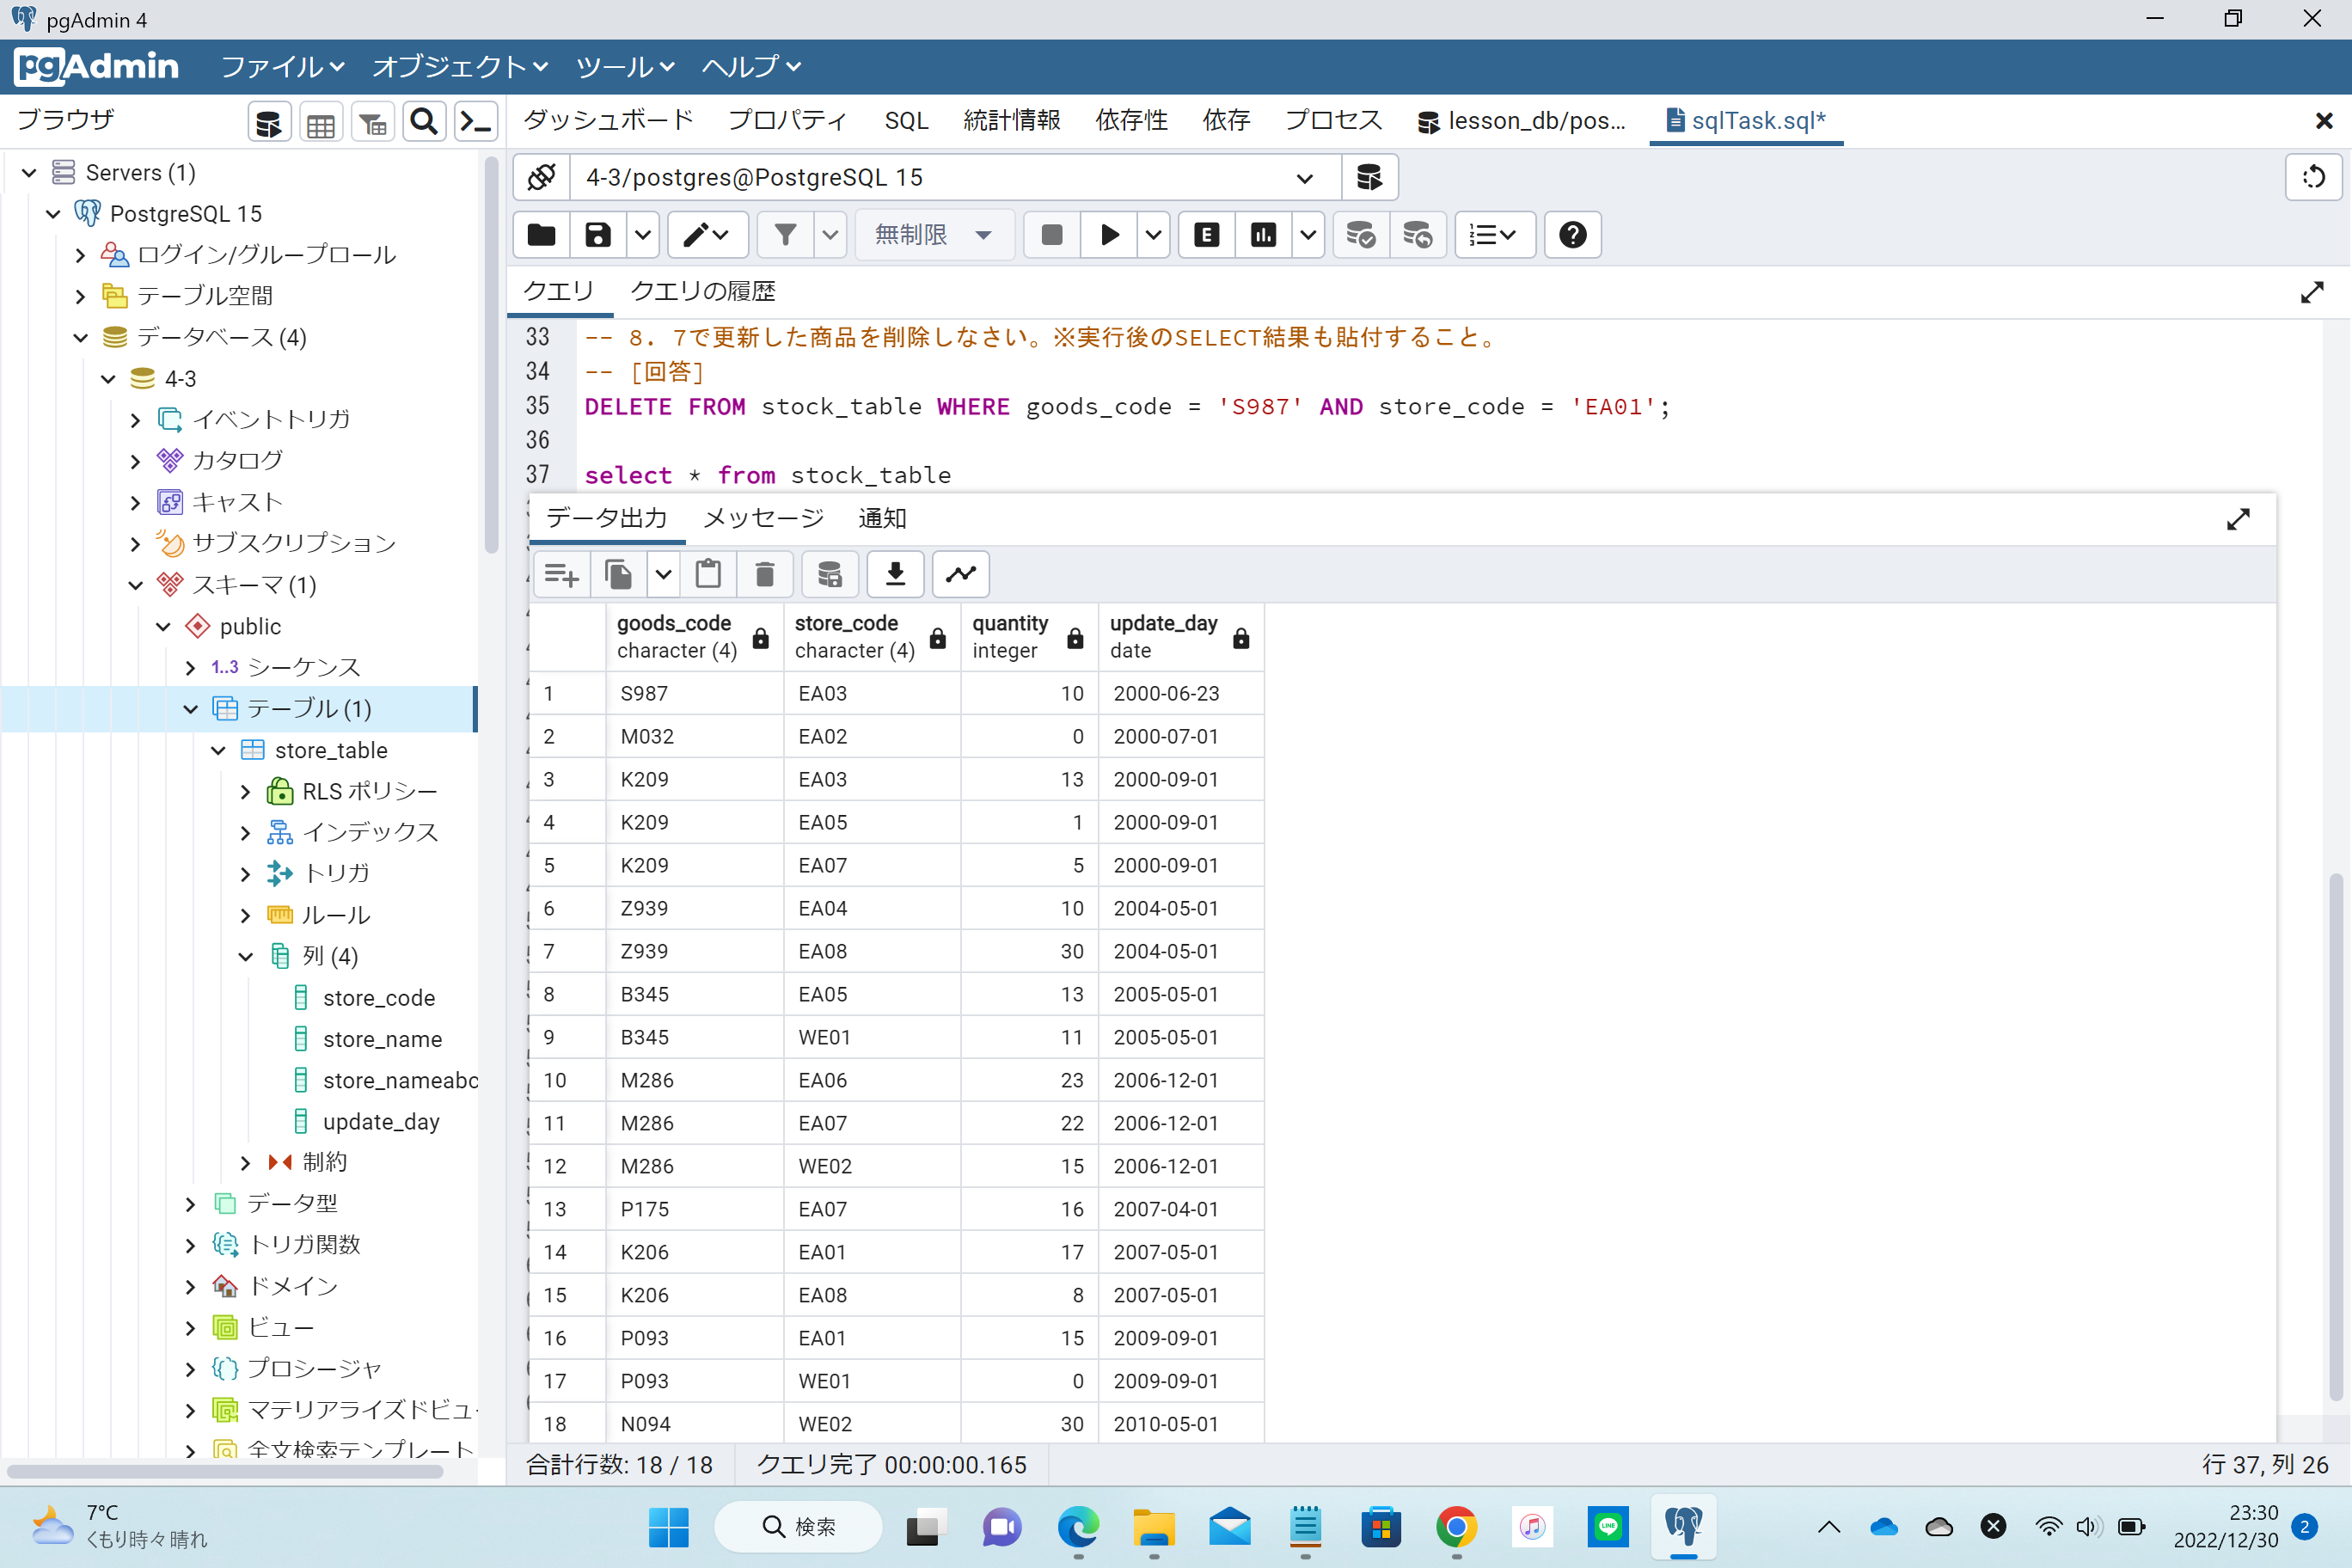 pgAdmin 4
pgAdmin ファイル オブジェクト ツール ヘルプ
ブラウザ
ダッシュボード プロパティ SQL 統計情報 依存性 依存 プロセス lesson_db/pos... sqlTask.sql*
Servers (1)
PostgreSQL 15
ログイン/グループロール
テーブル空間
データベース (4)
4-3
イベントトリガ
カタログ
キャスト
サブスクリプション
スキーマ (1)
public
1..3 シーケンス
テーブル (1)
store_table
RLS ポリシー
インデックス
トリガ
ルール
列 (4)
store_code
store_name
store_nameabc
update_day
制約
データ型
トリガ関数
ドメイン
ビュー
プロシージャ
マテリアライズドビュー
全文検索テンプレート
4-3/postgres@PostgreSQL 15
無制限
E
クエリ クエリの履歴
33 -- 8. 7で更新した商品を削除しなさい。※実行後のSELECT結果も貼付すること。
34 -- [回答]
35 DELETE FROM stock_table WHERE goods_code = 'S987' AND store_code = 'EA01';
36
37 select * from stock_table
データ出力 メッセージ 通知
goods_code store_code quantity update_day
character (4) character (4) integer date
1 S987 EA03 10 2000-06-23
2 M032 EA02 0 2000-07-01
3 K209 EA03 13 2000-09-01
4 K209 EA05 1 2000-09-01
5 K209 EA07 5 2000-09-01
6 Z939 EA04 10 2004-05-01
7 Z939 EA08 30 2004-05-01
8 B345 EA05 13 2005-05-01
9 B345 WE01 11 2005-05-01
10 M286 EA06 23 2006-12-01
11 M286 EA07 22 2006-12-01
12 M286 WE02 15 2006-12-01
13 P175 EA07 16 2007-04-01
14 K206 EA01 17 2007-05-01
15 K206 EA08 8 2007-05-01
16 P093 EA01 15 2009-09-01
17 P093 WE01 0 2009-09-01
18 N094 WE02 30 2010-05-01
合計行数: 18 / 18 クエリ完了 00:00:00.165 行 37, 列 26
7°C
くもり時々晴れ
検索
LINE
23:30
2022/12/30
2